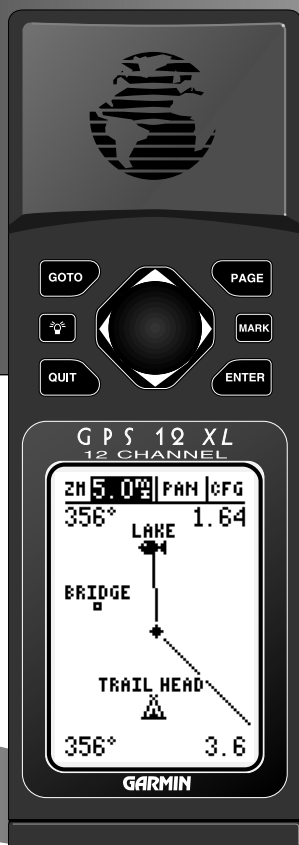 GOTO
PAGE
MARK
QUIT
ENTER
GPS 12 XL
12 CHANNEL
ZM 5.0 PAN CFG
356° 1.64
LAKE
BRIDGE
TRAIL HEAD
356° 3.6
GARMIN